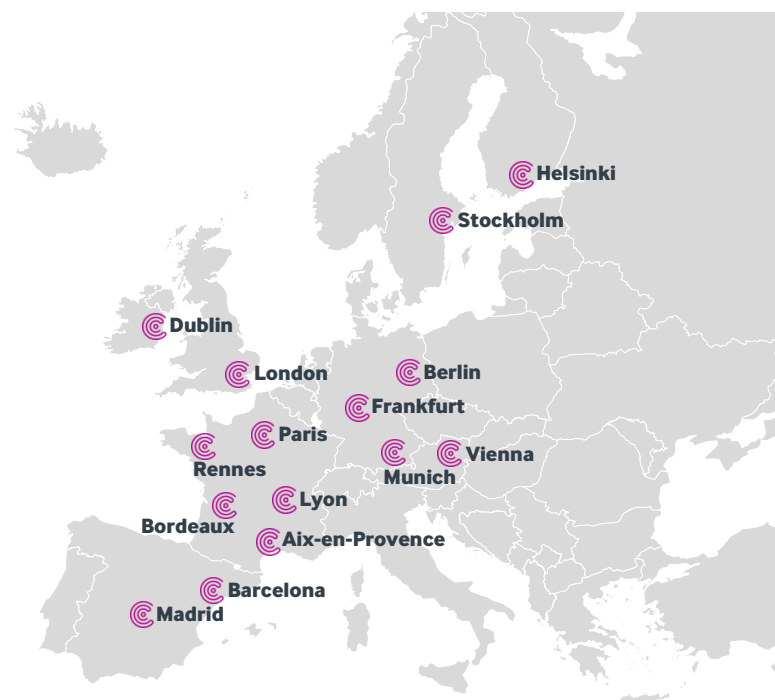 Helsinki
Stockholm
Dublin
London
Berlin
Frankfurt
Paris
Rennes
Munich
Vienna
Lyon
Bordeaux
Aix-en-Provence
Barcelona
Madrid